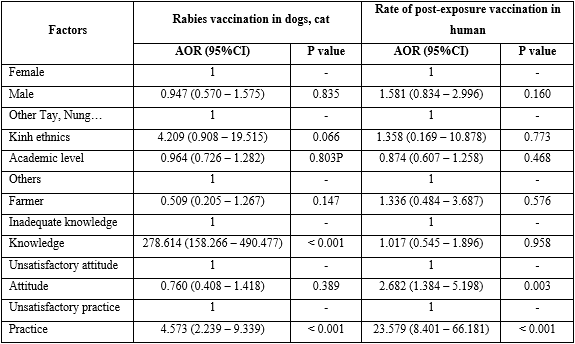 Factors Rabies vaccination in dogs, cat Rate of post-exposure vaccination in human
AOR (95%CI) P value AOR (95%CI) P value
Female 1 - 1 -
Male 0.947 (0.570 – 1.575) 0.835 1.581 (0.834 – 2.996) 0.160
Other Tay, Nung… 1 - 1 -
Kinh ethnics 4.209 (0.908 – 19.515) 0.066 1.358 (0.169 – 10.878) 0.773
Academic level 0.964 (0.726 – 1.282) 0.803P 0.874 (0.607 – 1.258) 0.468
Others 1 - 1 -
Farmer 0.509 (0.205 – 1.267) 0.147 1.336 (0.484 – 3.687) 0.576
Inadequate knowledge 1 - 1 -
Knowledge 278.614 (158.266 – 490.477) < 0.001 1.017 (0.545 – 1.896) 0.958
Unsatisfactory attitude 1 - 1 -
Attitude 0.760 (0.408 – 1.418) 0.389 2.682 (1.384 – 5.198) 0.003
Unsatisfactory practice 1 - 1 -
Practice 4.573 (2.239 – 9.339) < 0.001 23.579 (8.401 – 66.181) < 0.001